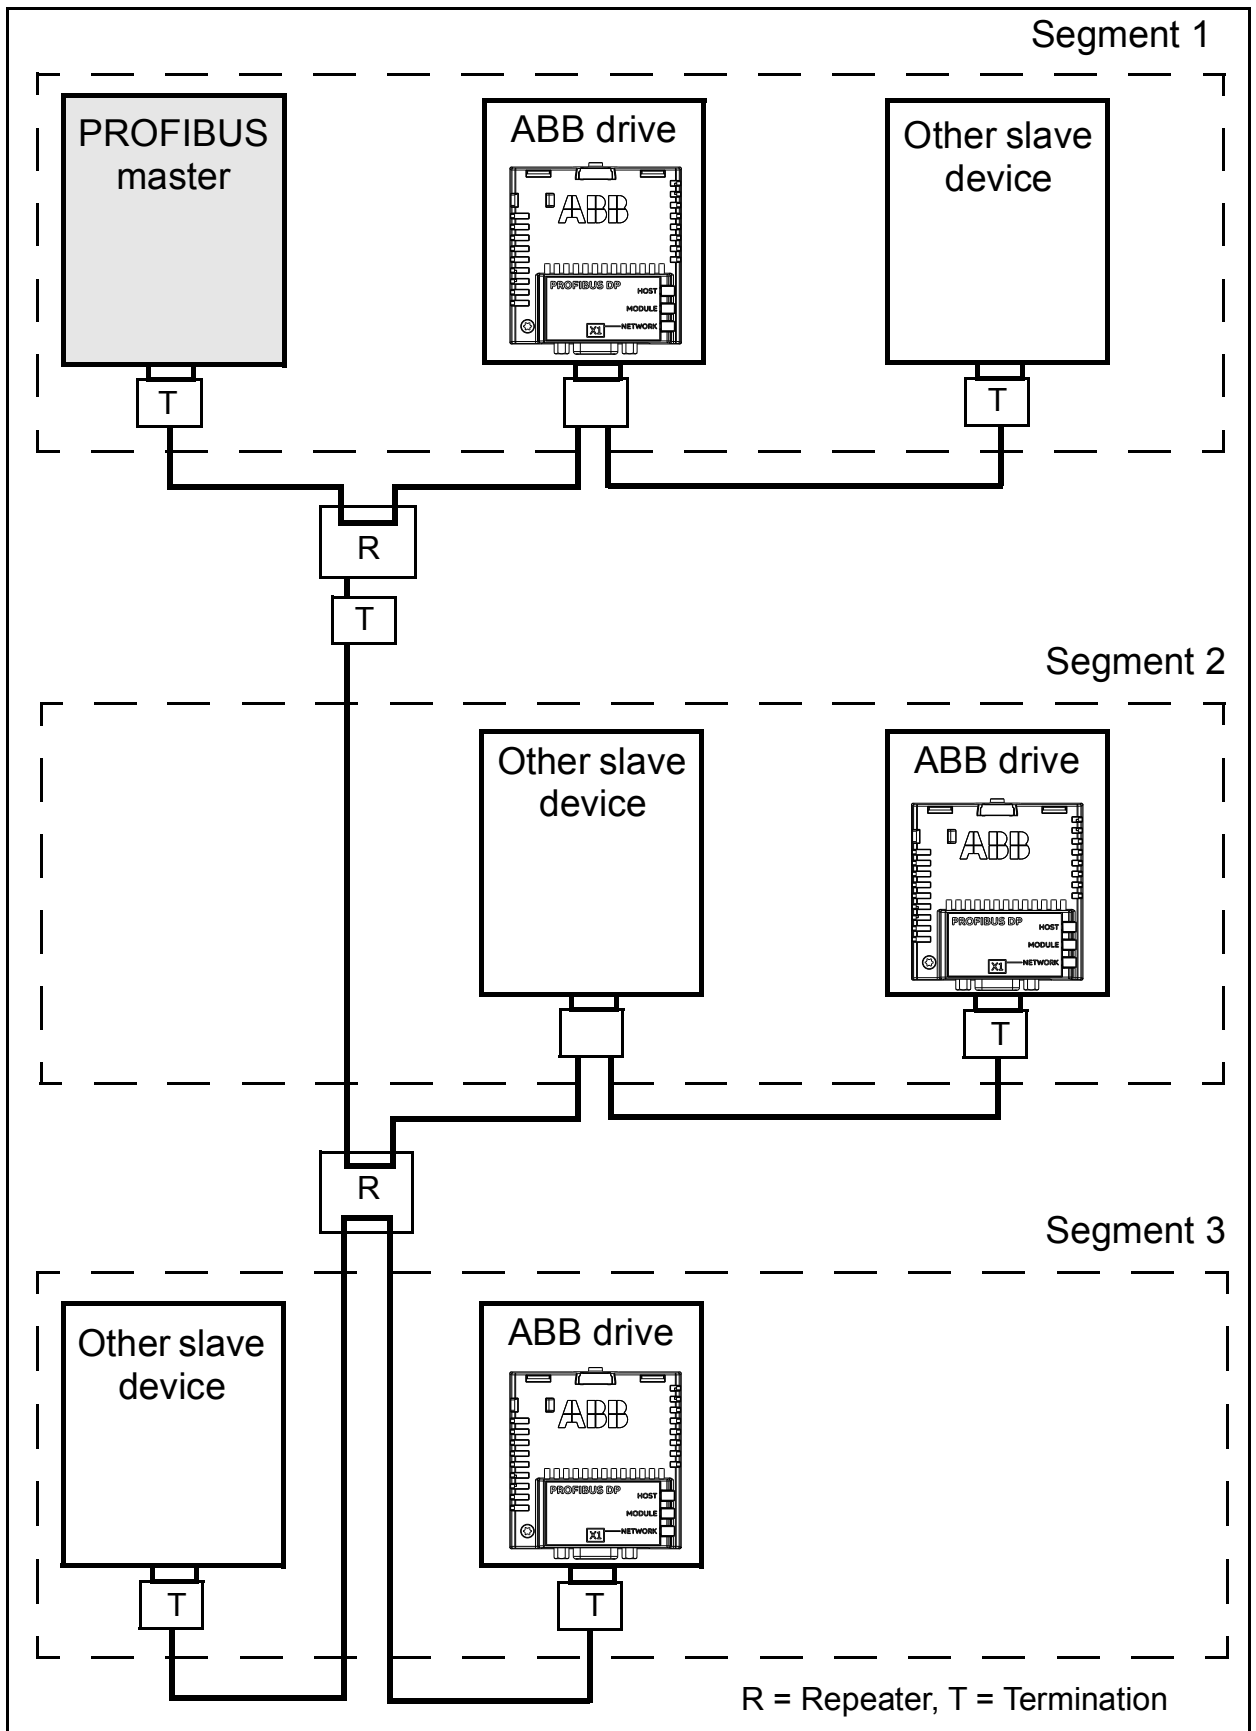 Segment 1
PROFIBUS
master
T
ABB drive
ABB
PROFIBUS DP
HOST
MODULE
X1
NETWORK
Other slave
device
T
R
T
Segment 2
Other slave
device
ABB drive
ABB
PROFIBUS DP
HOST
MODULE
X1
NETWORK
T
R
Segment 3
Other slave
device
T
ABB drive
ABB
PROFIBUS DP
HOST
MODULE
X1
NETWORK
T
R = Repeater, T = Termination